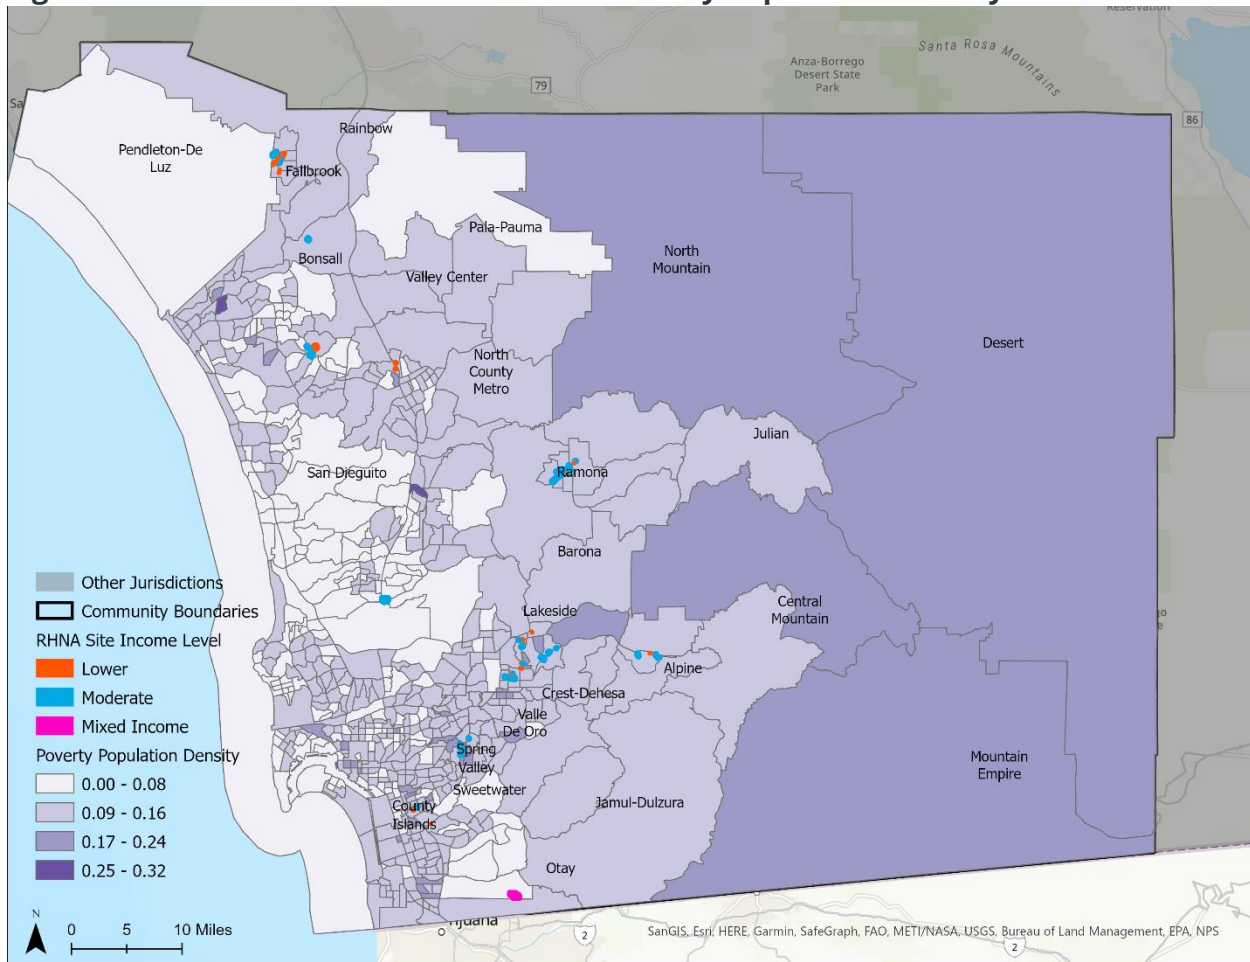 Reservation
Santa Rosa Mountains
Anza-Borrego
Desert State
Park
79
86
Rainbow
Pendleton-De
Luz
Fallbrook
Pala-Pauma
Bonsall
Valley Center
North
Mountain
North
County
Metro
Desert
Julian
San Dieguito
Ramona
Barona
Central
Mountain
Lakeside
Alpine
Crest-Dehesa
Valle
De Oro
Spring
Valley
Sweetwater
Mountain
Empire
County
Islands
Jamul-Dulzura
Otay
Other Jurisdictions
Community Boundaries
RHNA Site Income Level
Lower
Moderate
Mixed Income
Poverty Population Density
0.00 - 0.08
0.09 - 0.16
0.17 - 0.24
0.25 - 0.32
N
0 5 10 Miles
2
2
SanGIS, Esri, HERE, Garmin, SafeGraph, FAO, METI/NASA, USGS, Bureau of Land Management, EPA, NPS